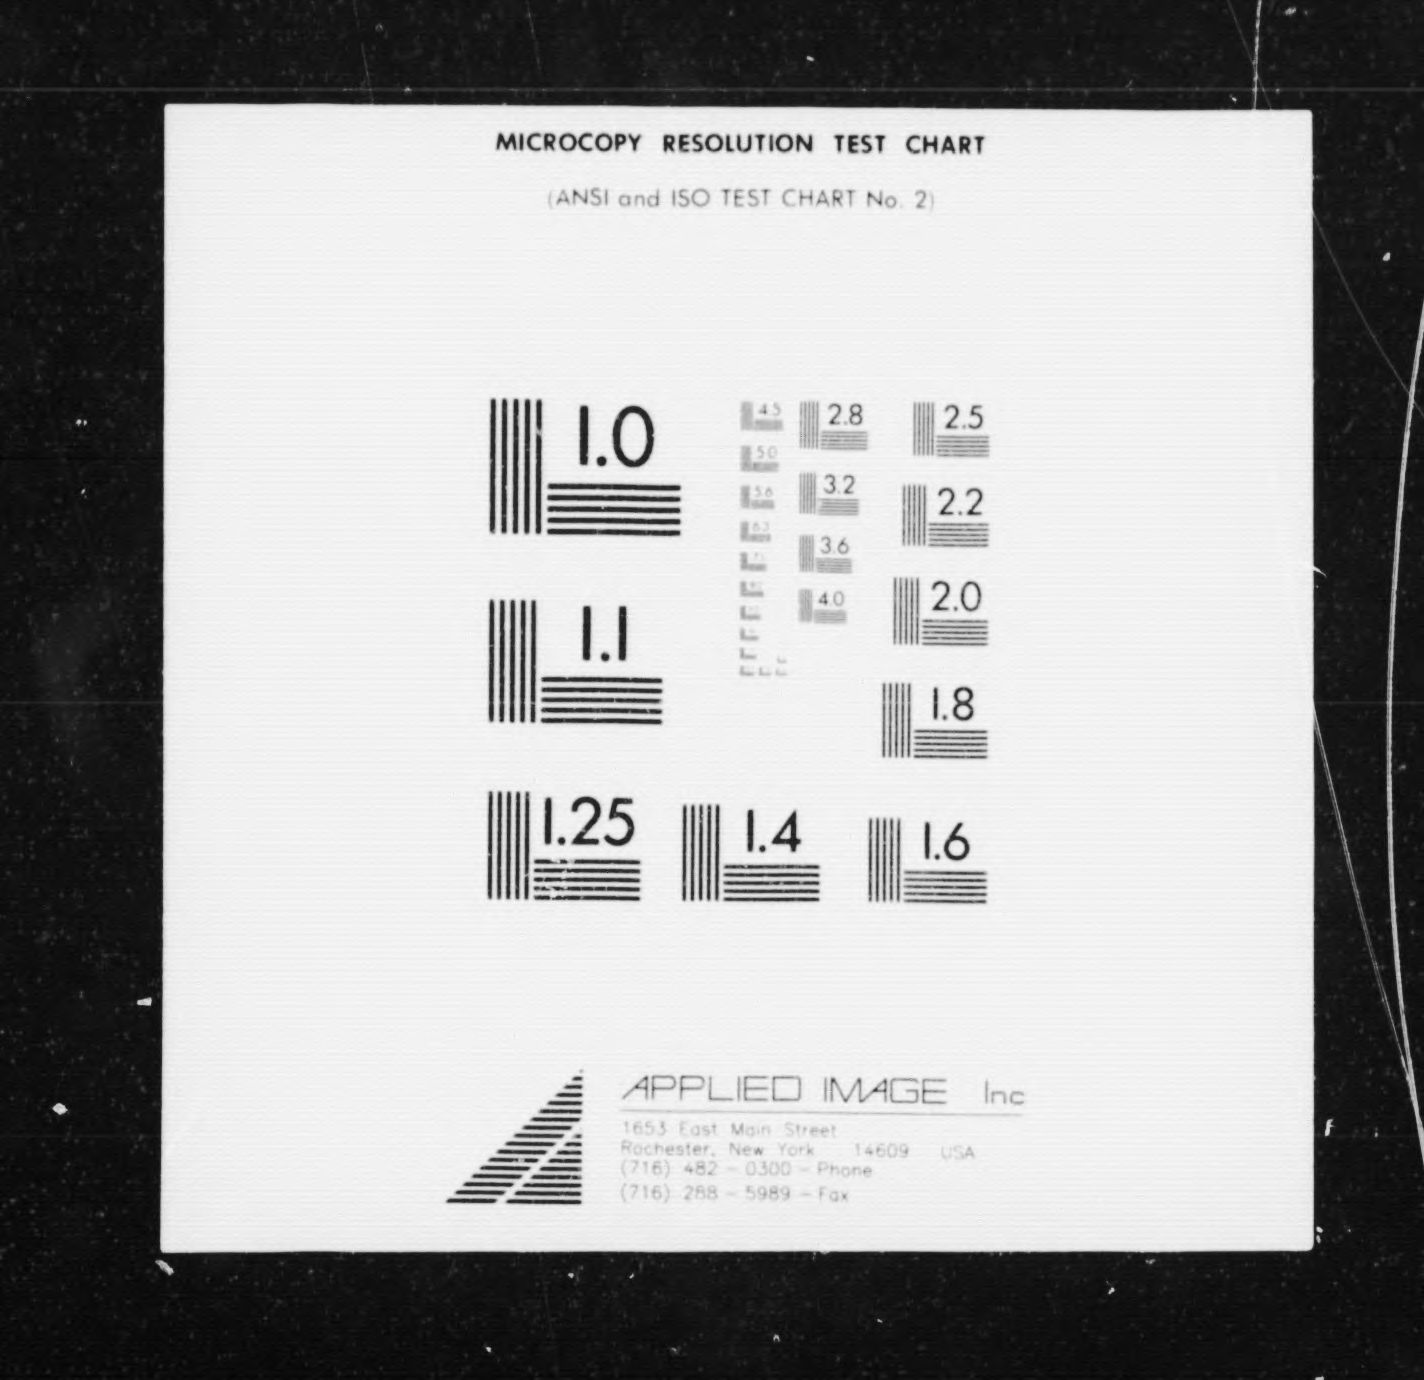 MICROCOPY RESOLUTION TEST CHART
(ANSI and ISO TEST CHART No. 2)
1.0
1.1
1.25
1.4
1.6
1.8
2.0
2.2
2.5
2.8
3.2
3.6
4.0
4.5
5.0
5.6
6.3
APPLIED IMAGE Inc
1653 East Main Street
Rochester, New York 14609 USA
(716) 482 - 0300 - Phone
(716) 288 - 5989 - Fax